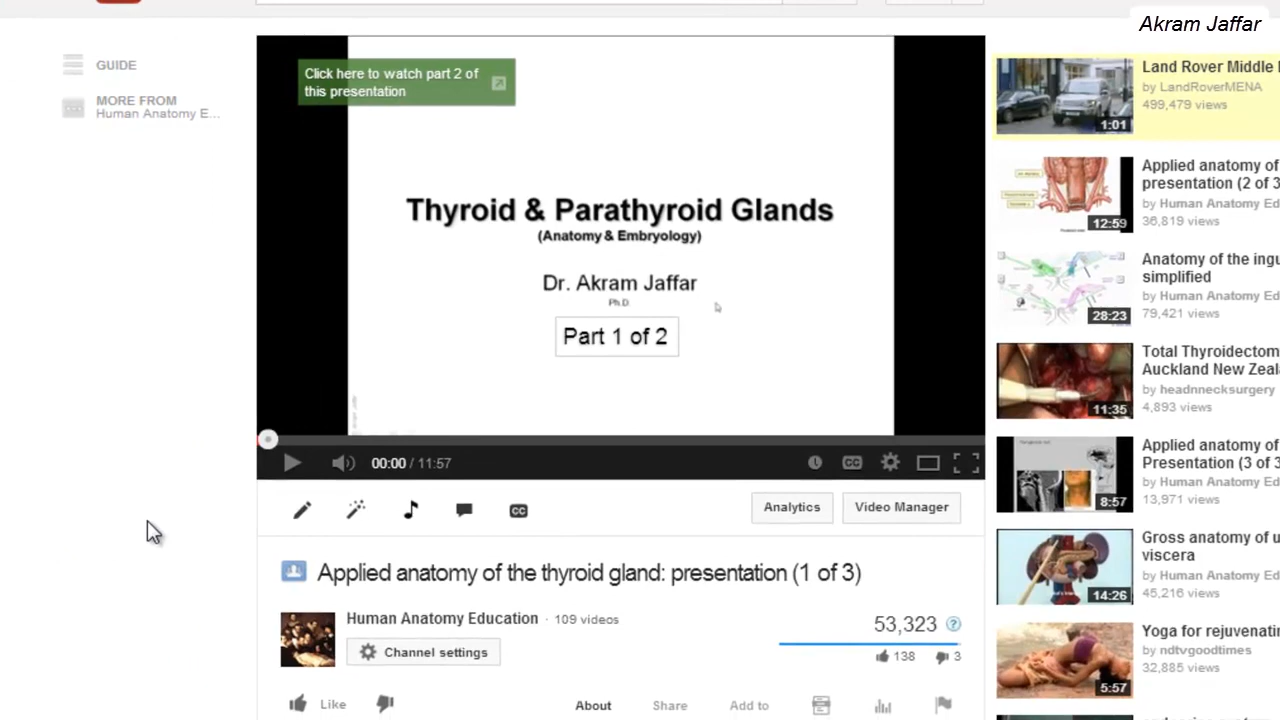 Akram Jaffar
GUIDE
MORE FROM
Human Anatomy E...
Click here to watch part 2 of
this presentation
Thyroid & Parathyroid Glands
(Anatomy & Embryology)
Dr. Akram Jaffar
Ph.D.
Part 1 of 2
00:00 / 11:57
CC
CC
Analytics
Video Manager
Applied anatomy of the thyroid gland: presentation (1 of 3)
Human Anatomy Education · 109 videos
Channel settings
53,323
?
138
3
Like
About
Share
Add to
1:01
Land Rover Middle
by LandRoverMENA
499,479 views
12:59
Applied anatomy of
presentation (2 of 3
by Human Anatomy Ed
36,819 views
28:23
Anatomy of the ingu
simplified
by Human Anatomy Ed
79,421 views
11:35
Total Thyroidectom
Auckland New Zeal
by headnnecksurgery
4,893 views
8:57
Applied anatomy of
Presentation (3 of 3
by Human Anatomy Ed
13,971 views
14:26
Gross anatomy of u
viscera
by Human Anatomy Ed
45,216 views
5:57
Yoga for rejuvenati
by ndtvgoodtimes
32,885 views